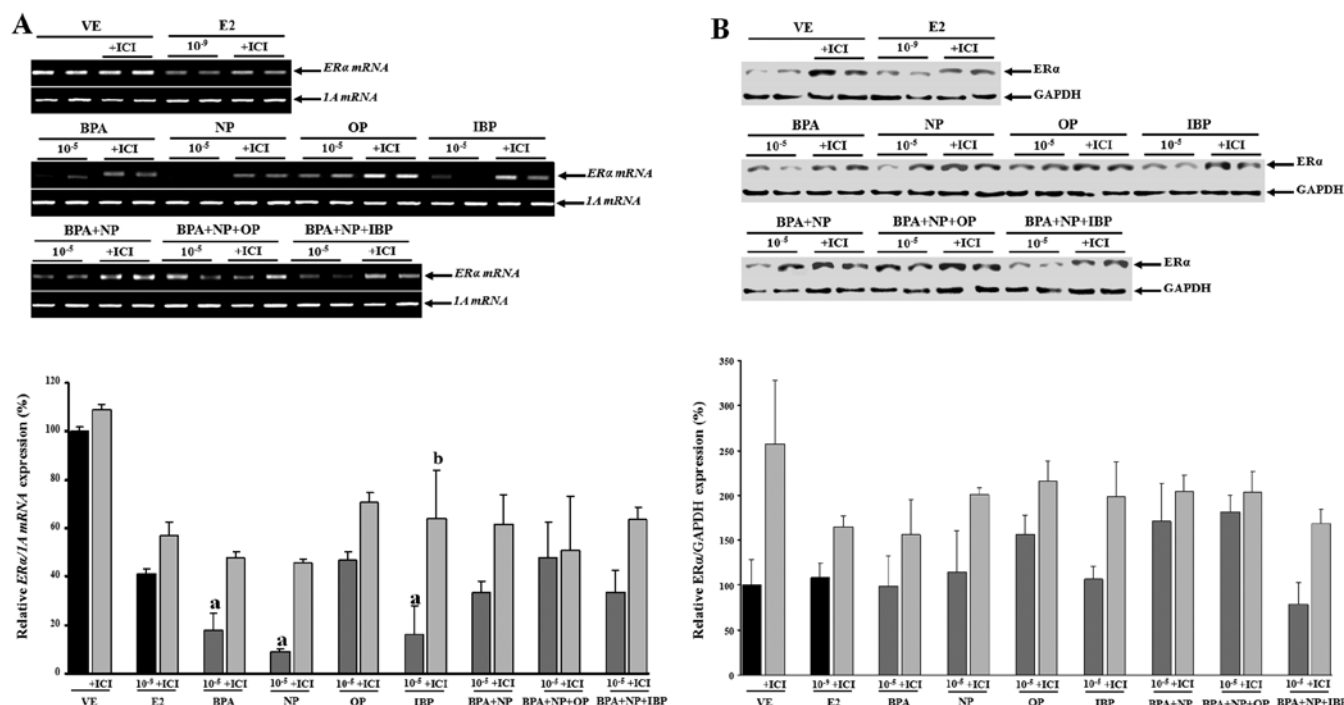 A
VE E2
+ICI 10⁻⁹ +ICI
ERα mRNA
1A mRNA
BPA NP OP IBP
10⁻⁵ +ICI 10⁻⁵ +ICI 10⁻⁵ +ICI 10⁻⁵ +ICI
ERα mRNA
1A mRNA
BPA+NP BPA+NP+OP BPA+NP+IBP
10⁻⁵ +ICI 10⁻⁵ +ICI 10⁻⁵ +ICI
ERα mRNA
1A mRNA
Relative ERα/1A mRNA expression (%)
120
100
80
60
40
20
0
a a a b
+ICI 10⁻⁹ +ICI 10⁻⁵ +ICI 10⁻⁵ +ICI 10⁻⁵ +ICI 10⁻⁵ +ICI 10⁻⁵ +ICI 10⁻⁵ +ICI 10⁻⁵ +ICI
VE E2 BPA NP OP IBP BPA+NP BPA+NP+OP BPA+NP+IBP
B
VE E2
+ICI 10⁻⁹ +ICI
ERα
GAPDH
BPA NP OP IBP
10⁻⁵ +ICI 10⁻⁵ +ICI 10⁻⁵ +ICI 10⁻⁵ +ICI
ERα
GAPDH
BPA+NP BPA+NP+OP BPA+NP+IBP
10⁻⁵ +ICI 10⁻⁵ +ICI 10⁻⁵ +ICI
ERα
GAPDH
Relative ERα/GAPDH expression (%)
350
300
250
200
150
100
50
0
+ICI 10⁻⁹ +ICI 10⁻⁵ +ICI 10⁻⁵ +ICI 10⁻⁵ +ICI 10⁻⁵ +ICI 10⁻⁵ +ICI 10⁻⁵ +ICI 10⁻⁵ +ICI
VE E2 BPA NP OP IBP BPA+NP BPA+NP+OP BPA+NP+IBP